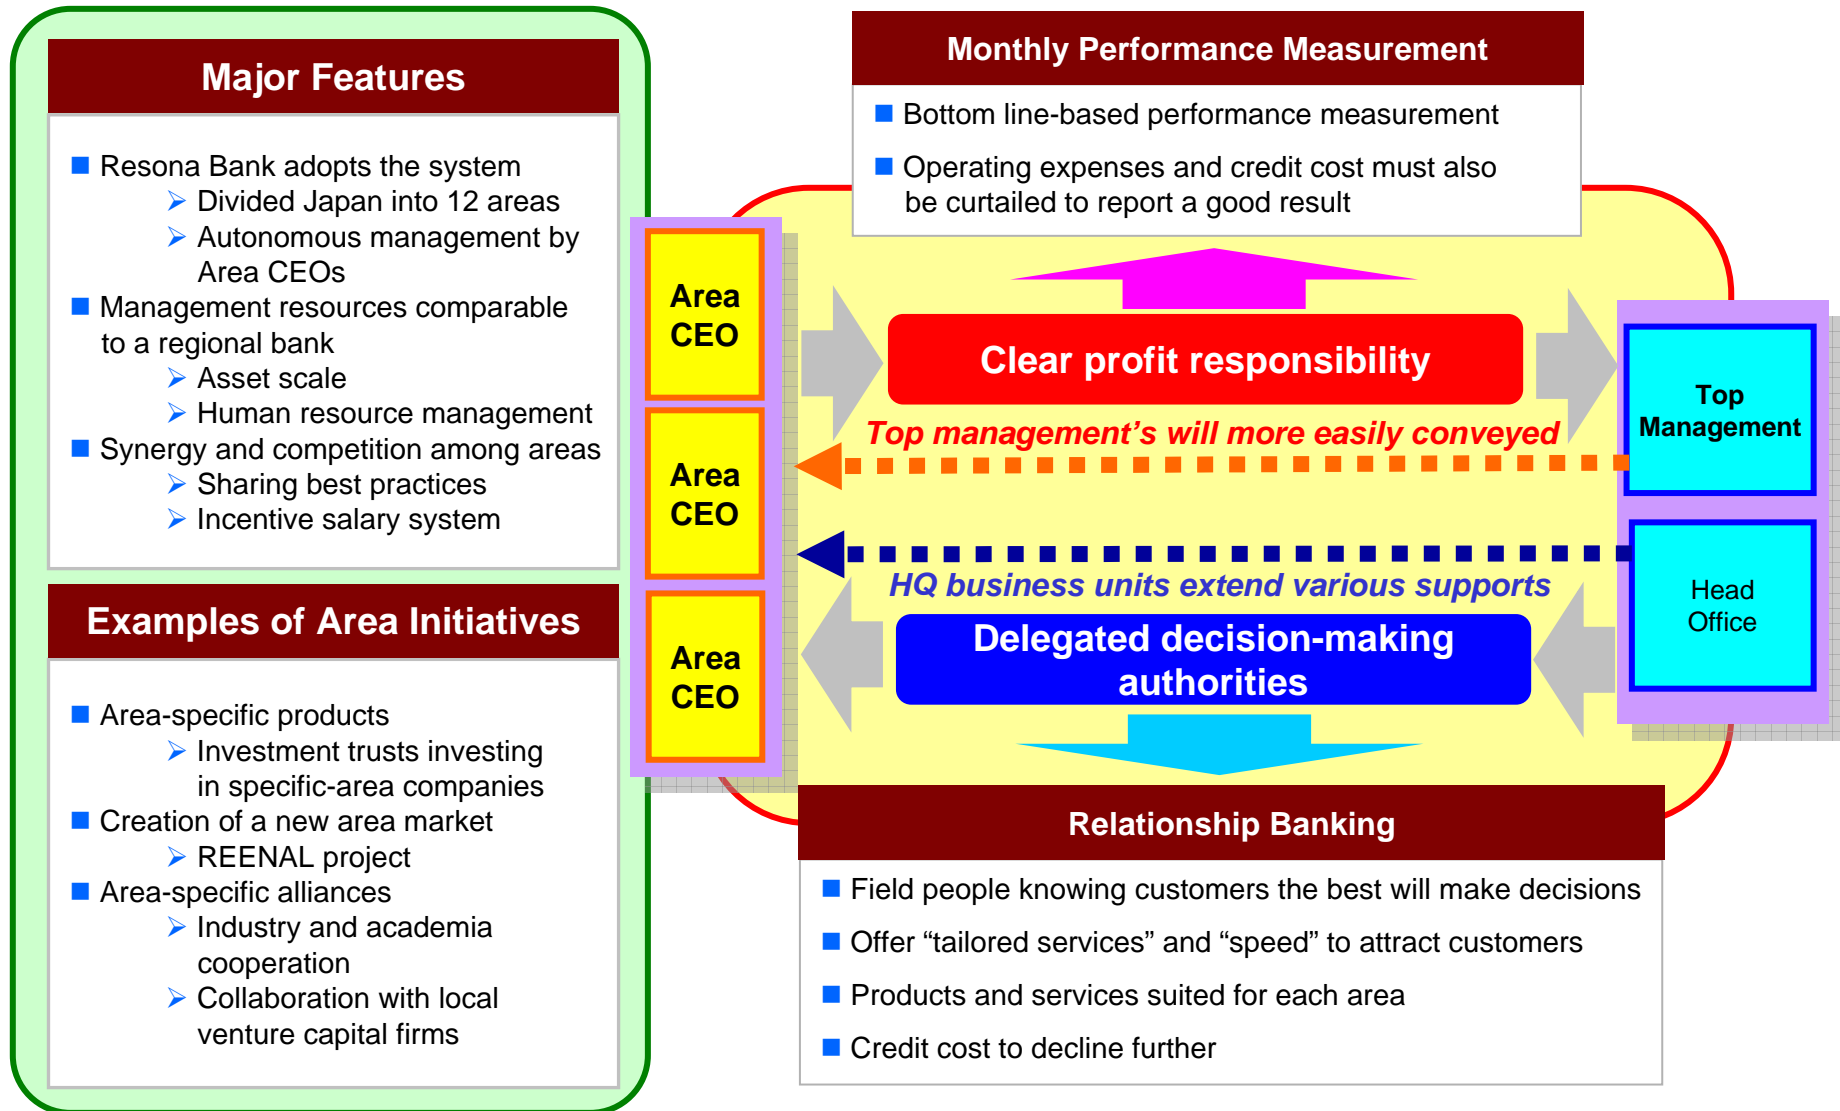 Major Features
Resona Bank adopts the system
Divided Japan into 12 areas
Autonomous management by
Area CEOs
Management resources comparable
to a regional bank
Asset scale
Human resource management
Synergy and competition among areas
Sharing best practices
Incentive salary system
Examples of Area Initiatives
Area-specific products
Investment trusts investing
in specific-area companies
Creation of a new area market
REENAL project
Area-specific alliances
Industry and academia
cooperation
Collaboration with local
venture capital firms
Area
CEO
Area
CEO
Area
CEO
Monthly Performance Measurement
Bottom line-based performance measurement
Operating expenses and credit cost must also
be curtailed to report a good result
Clear profit responsibility
Top management’s will more easily conveyed
HQ business units extend various supports
Delegated decision-making
authorities
Top
Management
Head
Office
Relationship Banking
Field people knowing customers the best will make decisions
Offer “tailored services” and “speed” to attract customers
Products and services suited for each area
Credit cost to decline further